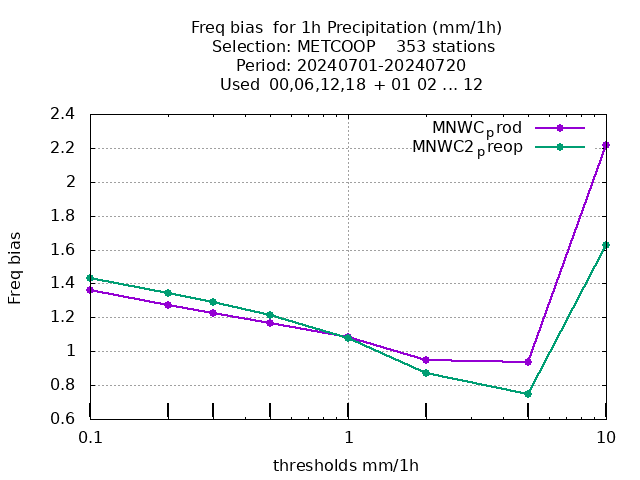 Freq bias  for 1h Precipitation (mm/1h)
Selection: METCOOP    353 stations
Period: 20240701-20240720
Used  00,06,12,18  + 01 02 ... 12
MNWCprod
MNWC2preop
2.4
2.2
2
1.8
1.6
1.4
1.2
1
0.8
0.6
Freq bias
0.1
1
10
thresholds mm/1h